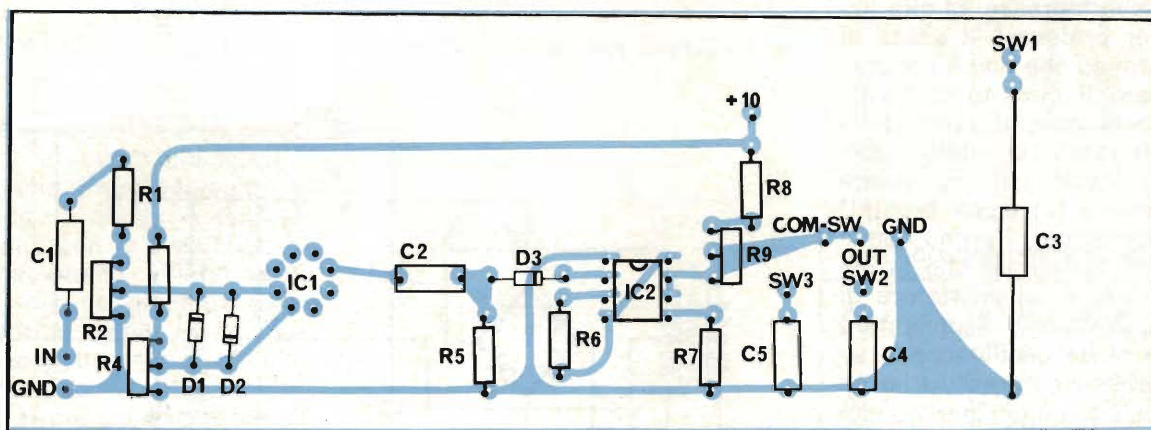 SW1
+10
R1
R8
C1
C2
D3
COM-SW
GND
R9
OUT
C3
IC1
IC2
SW3
SW2
R2
R6
IN
R4
R5
R7
C5
C4
GND
D1
D2